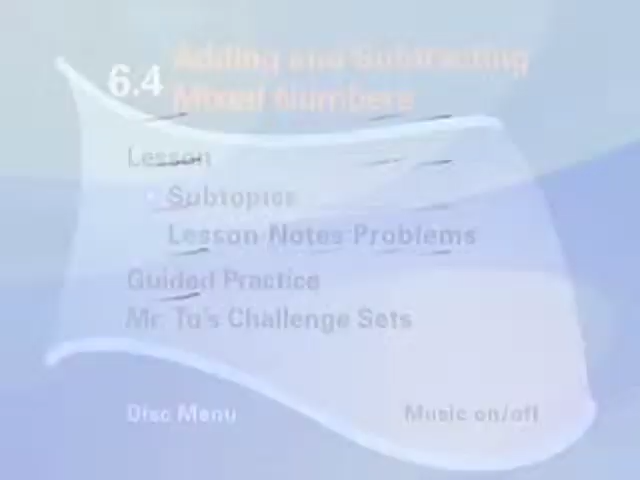 6.4 Adding and Subtracting
Mixed Numbers
Lesson
Subtopics
Lesson Notes Problems
Guided Practice
Mr. Tu's Challenge Sets
Disc Menu
Music on/off